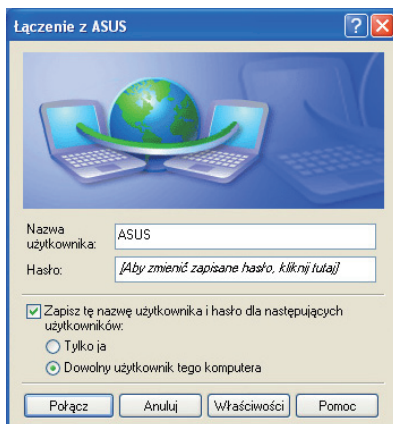 Łączenie z ASUS
Nazwa
użytkownika:
ASUS
Hasło:
[Aby zmienić zapisane hasło, kliknij tutaj]
Zapisz tę nazwę użytkownika i hasło dla następujących
użytkowników:
Tylko ja
Dowolny użytkownik tego komputera
Połącz
Anuluj
Właściwości
Pomoc